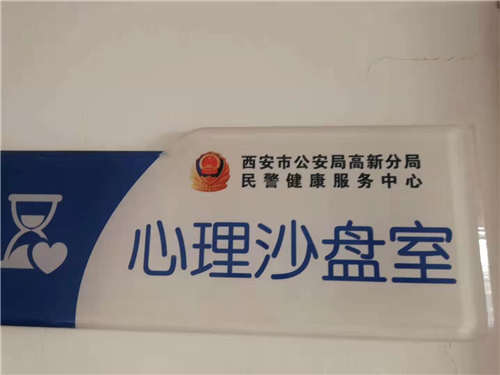 西安市公安局高新分局
民警健康服务中心
心理沙盘室